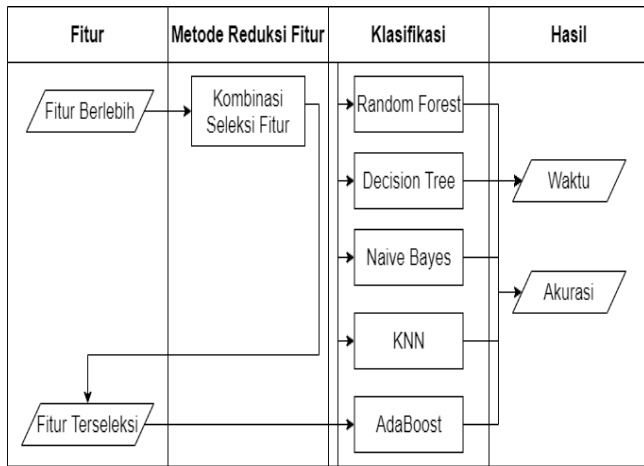 Fitur
Metode Reduksi Fitur
Klasifikasi
Hasil
Fitur Berlebih
Kombinasi
Seleksi Fitur
Random Forest
Decision Tree
Waktu
Naive Bayes
Akurasi
KNN
Fitur Terseleksi
AdaBoost